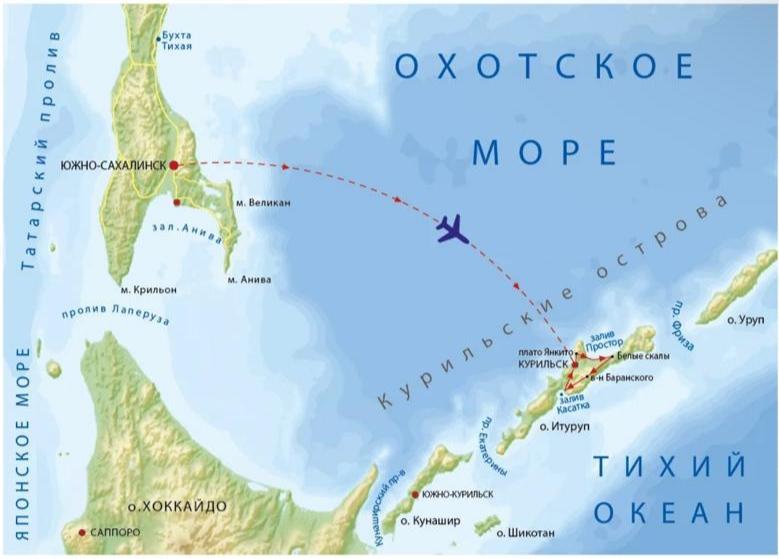 Бухта
Тихая
Татарский пролив
ОХОТСКОЕ
МОРЕ
ЮЖНО-САХАЛИНСК
м. Великан
зал. Анива
м. Анива
м. Крильон
пролив Лаперуза
Курильские острова
о. Уруп
пр. Фриза
залив
Простор
плато Янкито
КУРИЛЬСК
Белые скалы
в-н Баранского
залив
Касатка
о. Итуруп
пр. Екатерины
ЯПОНСКОЕ МОРЕ
ТИХИЙ
ОКЕАН
Кунаширский пр-в
ЮЖНО-КУРИЛЬСК
о. Кунашир
о. Шикотан
о.ХОККАЙДО
САППОРО